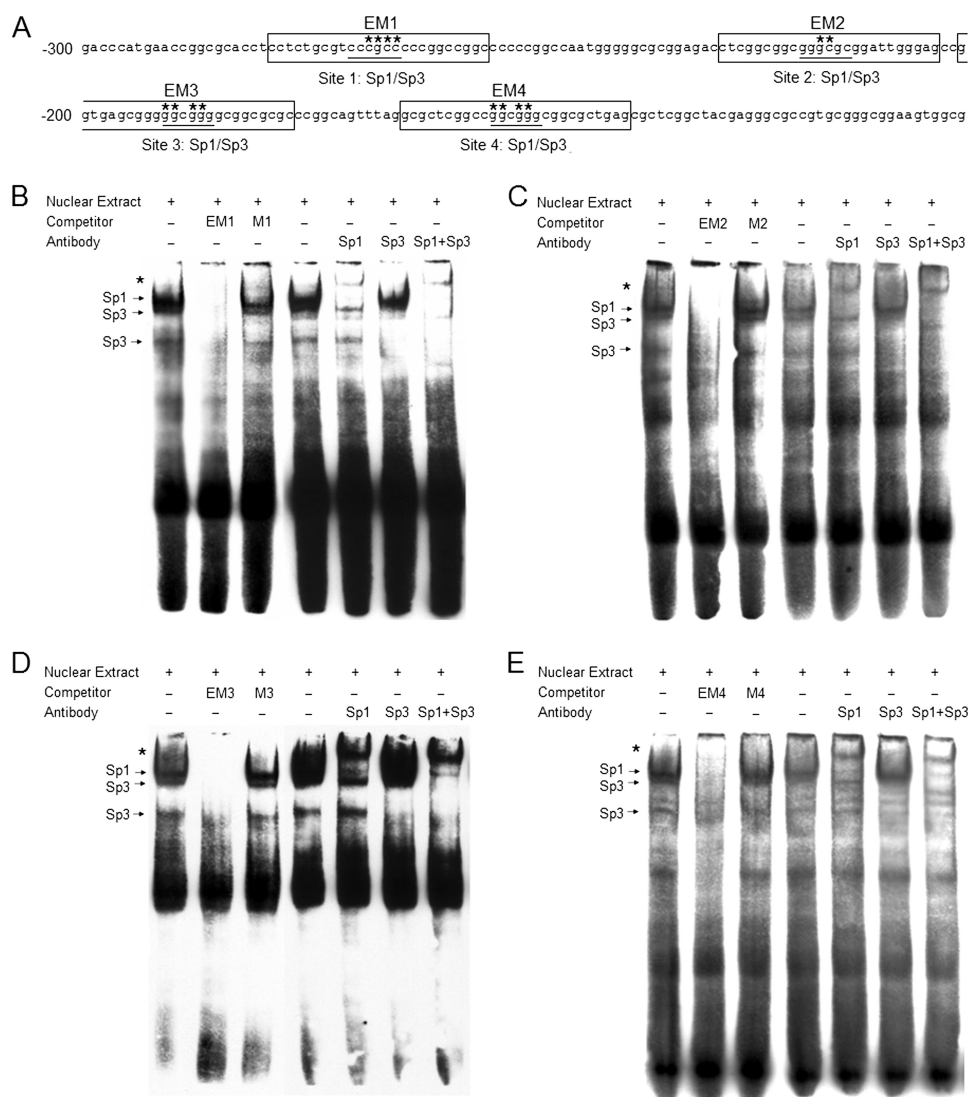 A
EM1 EM2
****
**
-300 gacccatgaaccggcgcacctcctctgcgtcccgcccccggccggcccccccggccaatgggggcgcggagacctcggcggcgggcgcggattgggagccg
Site 1: Sp1/Sp3 Site 2: Sp1/Sp3
EM3 EM4
** ** ** **
-200 gtgagcgggggcggggcggcgcgcccggcagtttaggcgctcggccggcggggcggcgctgagcgctcggctacgagggcgccgtgcgggcggaagtggcg
Site 3: Sp1/Sp3 Site 4: Sp1/Sp3
B
Nuclear Extract + + + + + + +
Competitor – EM1 M1 – – – –
Antibody – – – – Sp1 Sp3 Sp1+Sp3
*
Sp1
Sp3
Sp3
C
Nuclear Extract + + + + + + +
Competitor – EM2 M2 – – – –
Antibody – – – – Sp1 Sp3 Sp1+Sp3
*
Sp1
Sp3
Sp3
D
Nuclear Extract + + + + + + +
Competitor – EM3 M3 – – – –
Antibody – – – – Sp1 Sp3 Sp1+Sp3
*
Sp1
Sp3
Sp3
E
Nuclear Extract + + + + + + +
Competitor – EM4 M4 – – – –
Antibody – – – – Sp1 Sp3 Sp1+Sp3
*
Sp1
Sp3
Sp3